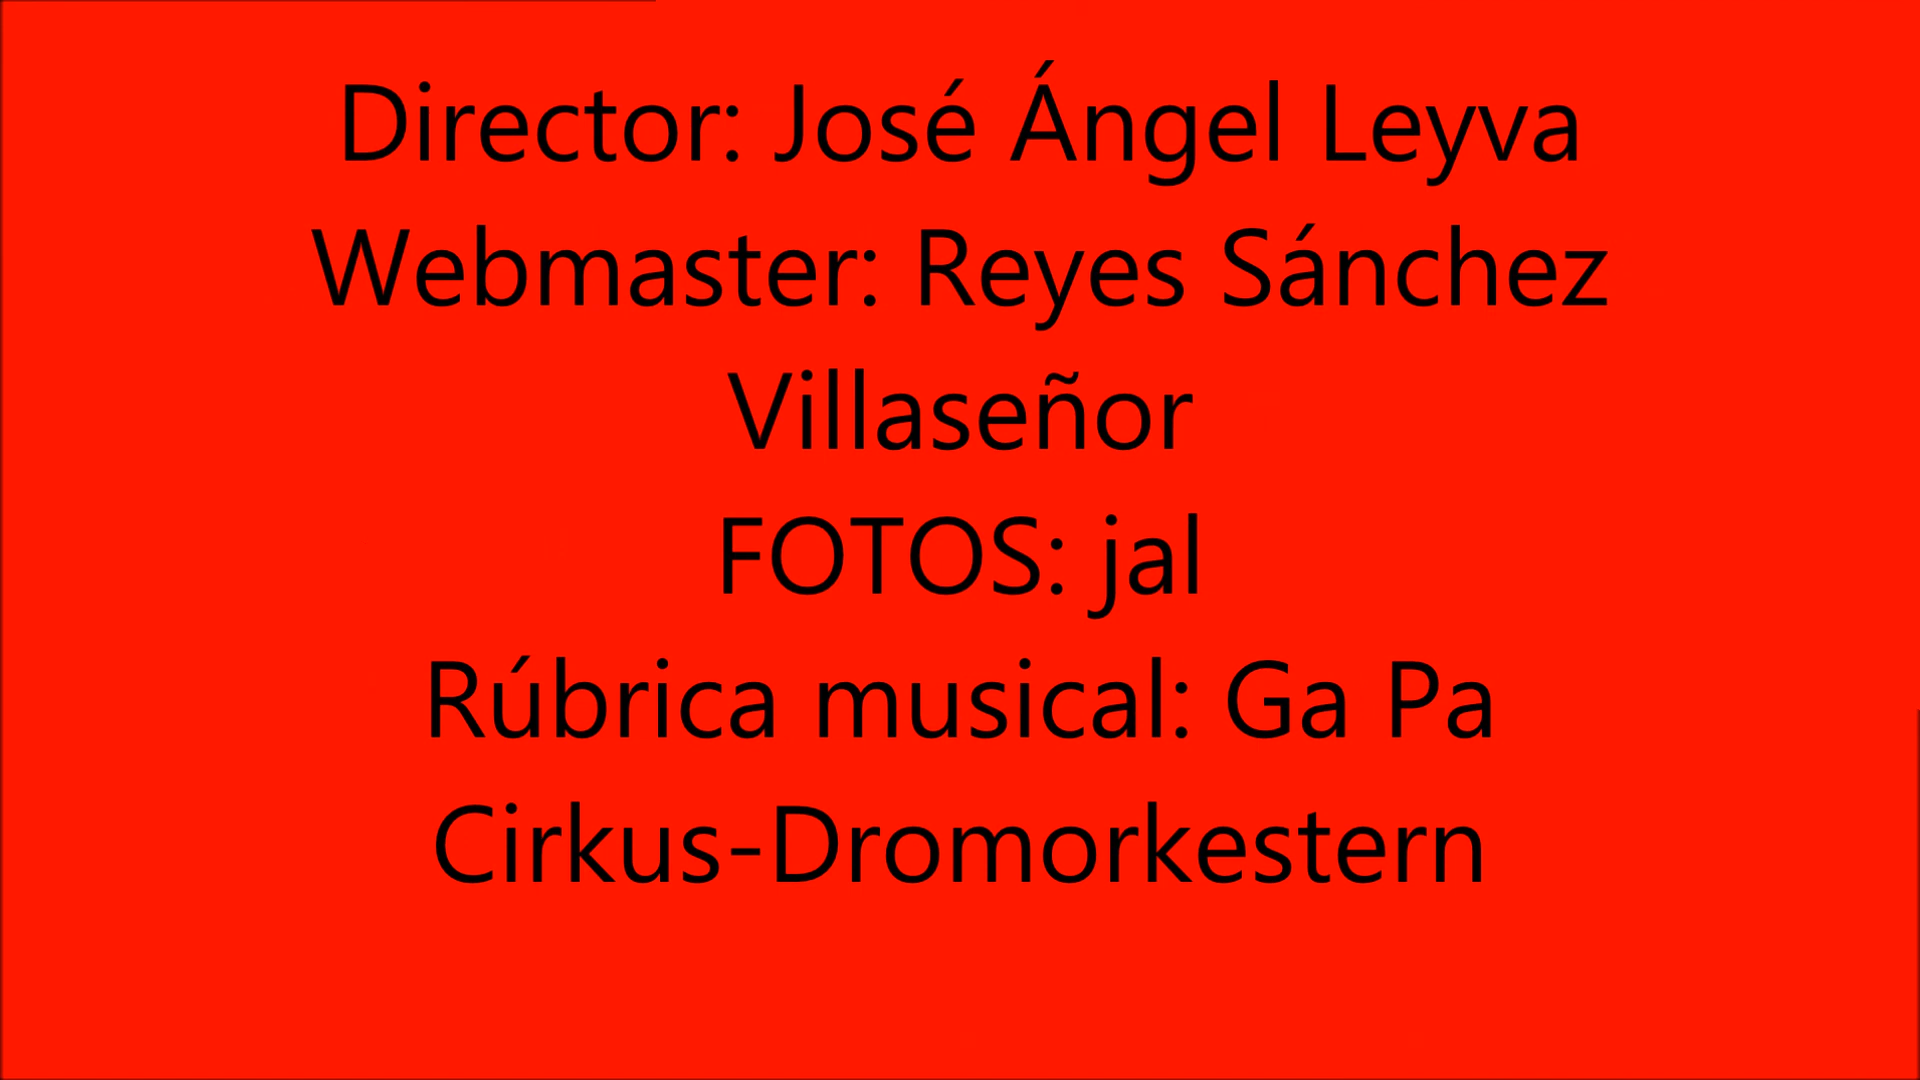 Director: José Ángel Leyva
Webmaster: Reyes Sánchez
Villaseñor
FOTOS: jal
Rúbrica musical: Ga Pa
Cirkus-Dromorkestern